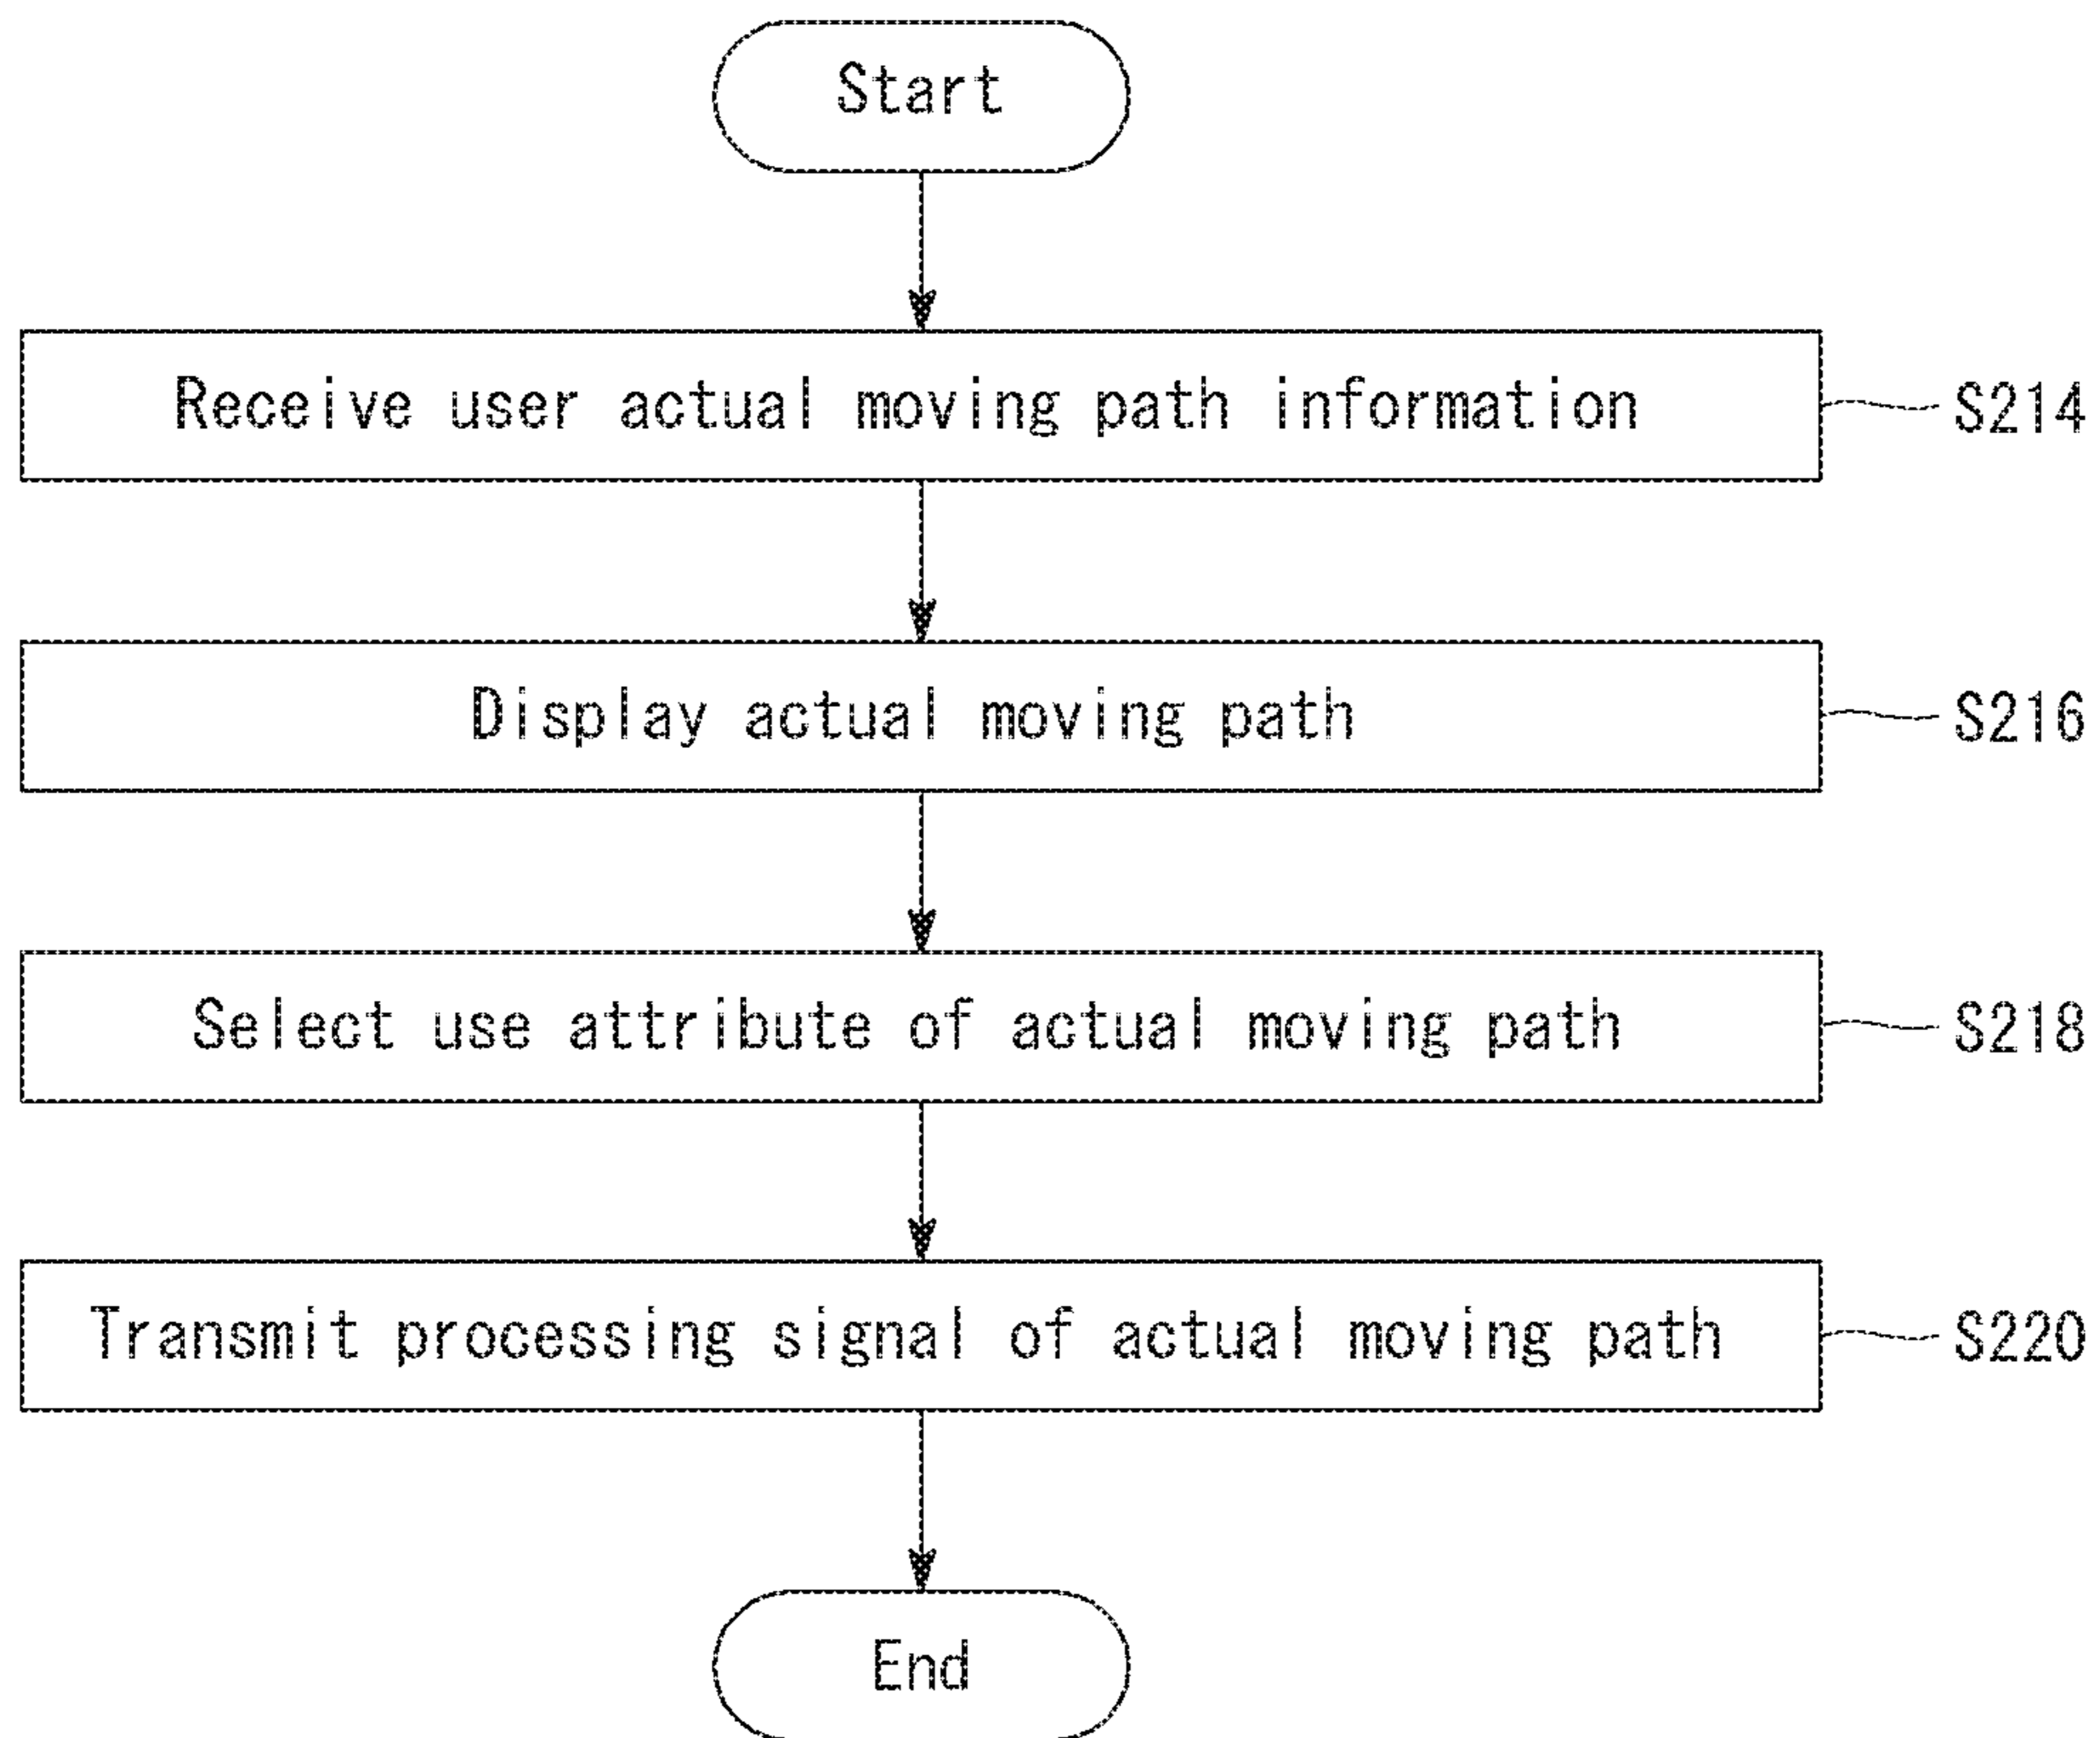 Start
Receive user actual moving path information S214
Display actual moving path S216
Select use attribute of actual moving path S218
Transmit processing signal of actual moving path S220
End